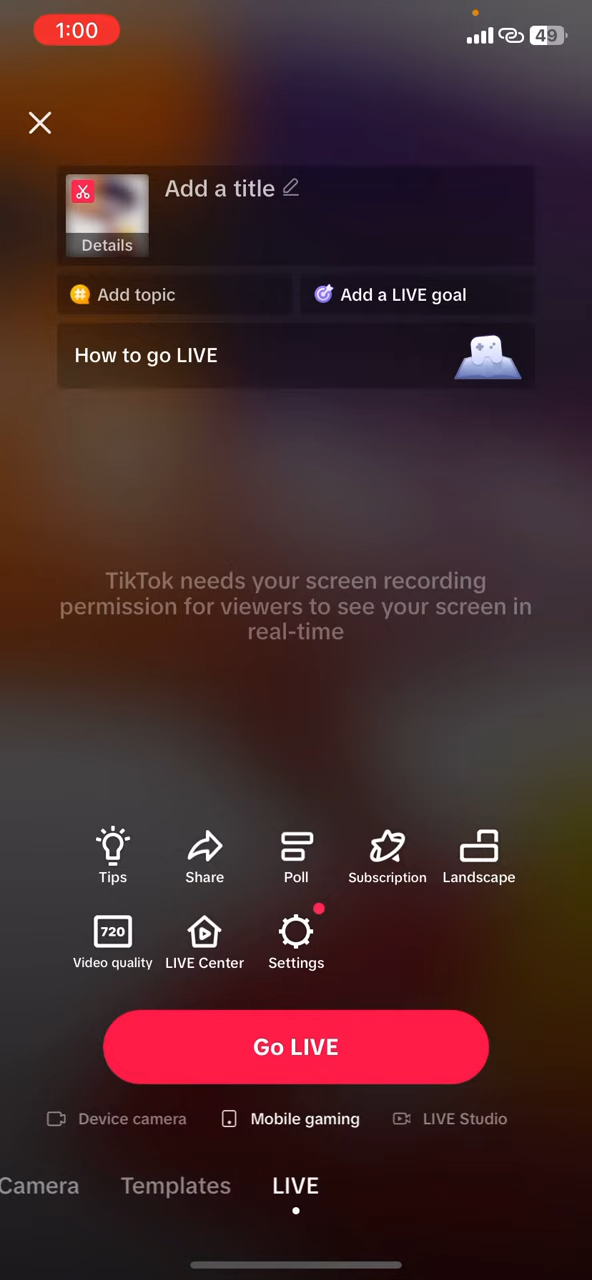 1:00
49
Add a title
Details
Add topic
Add a LIVE goal
How to go LIVE
TikTok needs your screen recording
permission for viewers to see your screen in
real-time
Tips
Share
Poll
Subscription
Landscape
720
Video quality
LIVE Center
Settings
Go LIVE
Device camera
Mobile gaming
LIVE Studio
Camera
Templates
LIVE